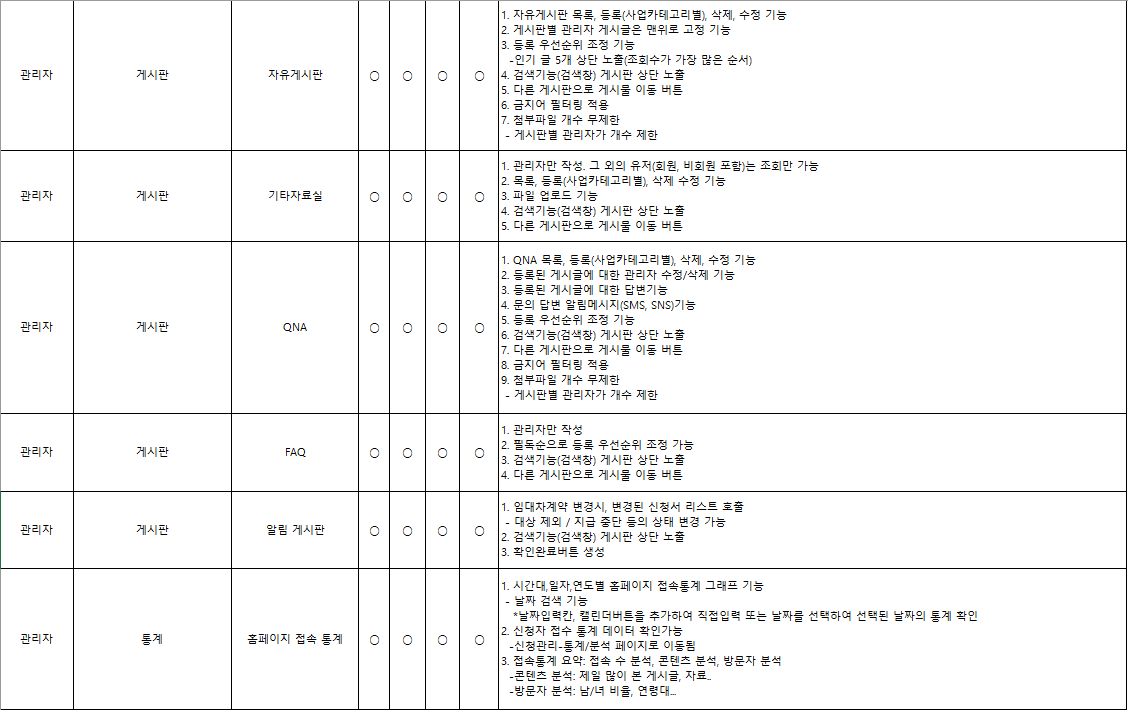 관리자 게시판 자유게시판 ○ ○ ○ ○
1. 자유게시판 목록, 등록(사업카테고리별), 삭제, 수정 기능
2. 게시판별 관리자 게시글은 맨위로 고정 기능
3. 등록 우선순위 조정 기능
-인기 글 5개 상단 노출(조회수가 가장 많은 순서)
4. 검색기능(검색창) 게시판 상단 노출
5. 다른 게시판으로 게시물 이동 버튼
6. 금지어 필터링 적용
7. 첨부파일 개수 무제한
- 게시판별 관리자가 개수 제한
관리자 게시판 기타자료실 ○ ○ ○ ○
1. 관리자만 작성. 그 외의 유저(회원, 비회원 포함)는 조회만 가능
2. 목록, 등록(사업카테고리별), 삭제 수정 기능
3. 파일 업로드 기능
4. 검색기능(검색창) 게시판 상단 노출
5. 다른 게시판으로 게시물 이동 버튼
관리자 게시판 QNA ○ ○ ○ ○
1. QNA 목록, 등록(사업카테고리별), 삭제, 수정 기능
2. 등록된 게시글에 대한 관리자 수정/삭제 기능
3. 등록된 게시글에 대한 답변기능
4. 문의 답변 알림메시지(SMS, SNS)기능
5. 등록 우선순위 조정 기능
6. 검색기능(검색창) 게시판 상단 노출
7. 다른 게시판으로 게시물 이동 버튼
8. 금지어 필터링 적용
9. 첨부파일 개수 무제한
- 게시판별 관리자가 개수 제한
관리자 게시판 FAQ ○ ○ ○ ○
1. 관리자만 작성
2. 필독순으로 등록 우선순위 조정 가능
3. 검색기능(검색창) 게시판 상단 노출
4. 다른 게시판으로 게시물 이동 버튼
관리자 게시판 알림 게시판 ○ ○ ○ ○
1. 임대차계약 변경시, 변경된 신청서 리스트 호출
- 대상 제외 / 지급 중단 등의 상태 변경 가능
2. 검색기능(검색창) 게시판 상단 노출
3. 확인완료버튼 생성
관리자 통계 홈페이지 접속 통계 ○ ○ ○ ○
1. 시간대,일자,연도별 홈페이지 접속통계 그래프 기능
- 날짜 검색 기능
*날짜입력칸, 캘린더버튼을 추가하여 직접입력 또는 날짜를 선택하여 선택된 날짜의 통계 확인
2. 신청자 접수 통계 데이터 확인가능
-신청관리-통계/분석 페이지로 이동됨
3. 접속통계 요약: 접속 수 분석, 콘텐츠 분석, 방문자 분석
-콘텐츠 분석: 제일 많이 본 게시글, 자료..
-방문자 분석: 남/녀 비율, 연령대...